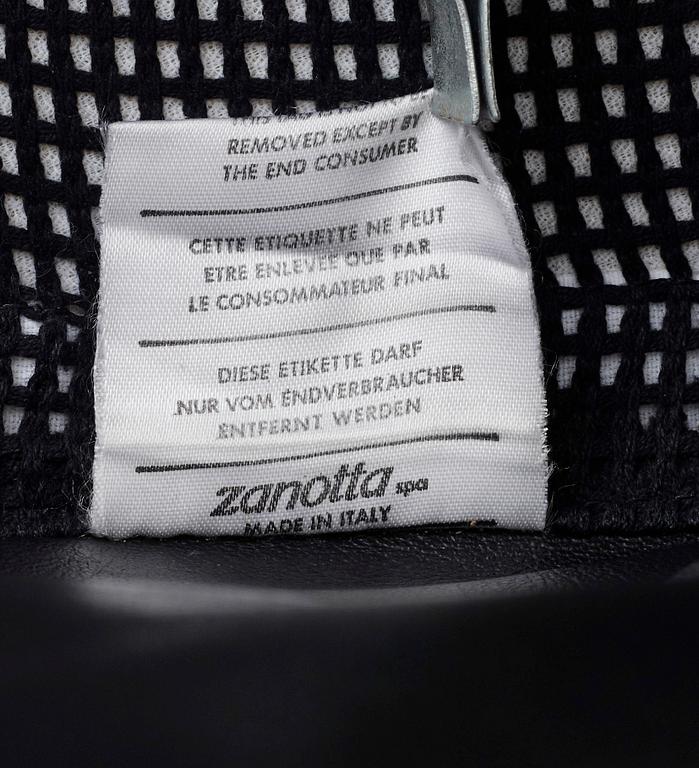 REMOVED EXCEPT BY
THE END CONSUMER
CETTE ETIQUETTE NE PEUT
ETRE ENLEVEE QUE PAR
LE CONSOMMATEUR FINAL
DIESE ETIKETTE DARF
NUR VOM ENDVERBRAUCHER
ENTFERNT WERDEN
zanotta spa
MADE IN ITALY